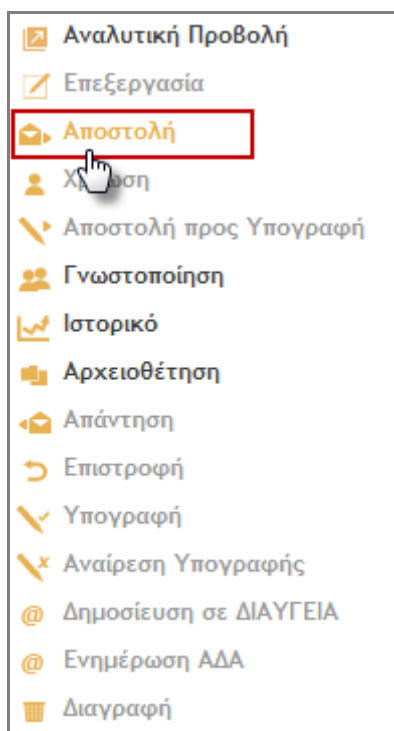 Αναλυτική Προβολή
Επεξεργασία
Αποστολή
Χρέωση
Αποστολή προς Υπογραφή
Γνωστοποίηση
Ιστορικό
Αρχειοθέτηση
Απάντηση
Επιστροφή
Υπογραφή
Αναίρεση Υπογραφής
@ Δημοσίευση σε ΔΙΑΥΓΕΙΑ
@ Ενημέρωση ΑΔΑ
Διαγραφή